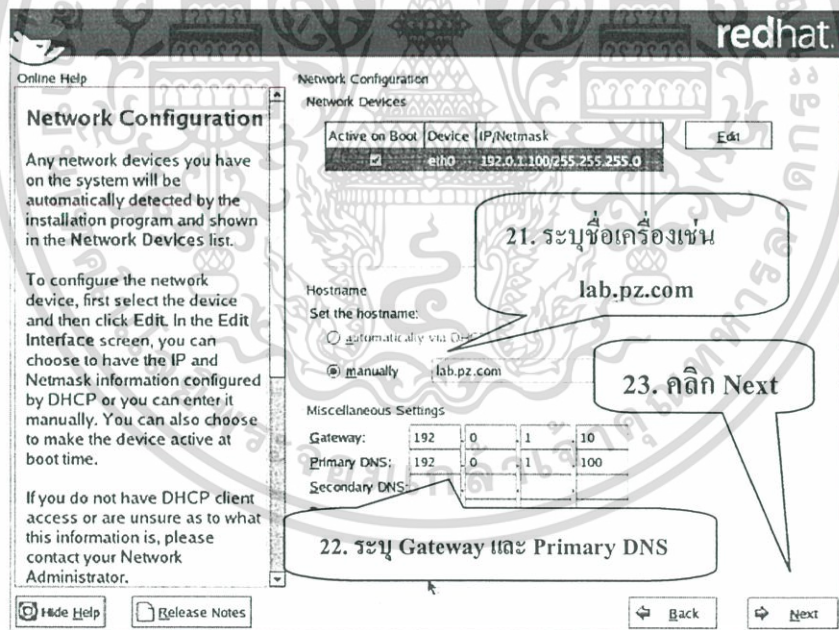 redhat
Online Help
Network Configuration
Any network devices you have
on the system will be
automatically detected by the
installation program and shown
in the Network Devices list.
To configure the network
device, first select the device
and then click Edit. In the Edit
Interface screen, you can
choose to have the IP and
Netmask information configured
by DHCP or you can enter it
manually. You can also choose
to make the device active at
boot time.
If you do not have DHCP client
access or are unsure as to what
this information is, please
contact your Network
Administrator.
Network Configuration
Network Devices
Active on Boot Device IP/Netmask
eth0 192.0.1.100/255.255.255.0
Edit
21. ระบุชื่อเครื่องเช่น
lab.pz.com
Hostname
Set the hostname:
automatically via
manually lab.pz.com
23. คลิก Next
Miscellaneous Settings
Gateway: 192 .0 .1 .10
Primary DNS: 192 .0 .1 .100
Secondary DNS:
22. ระบุ Gateway และ Primary DNS
Hide Help
Release Notes
Back
Next